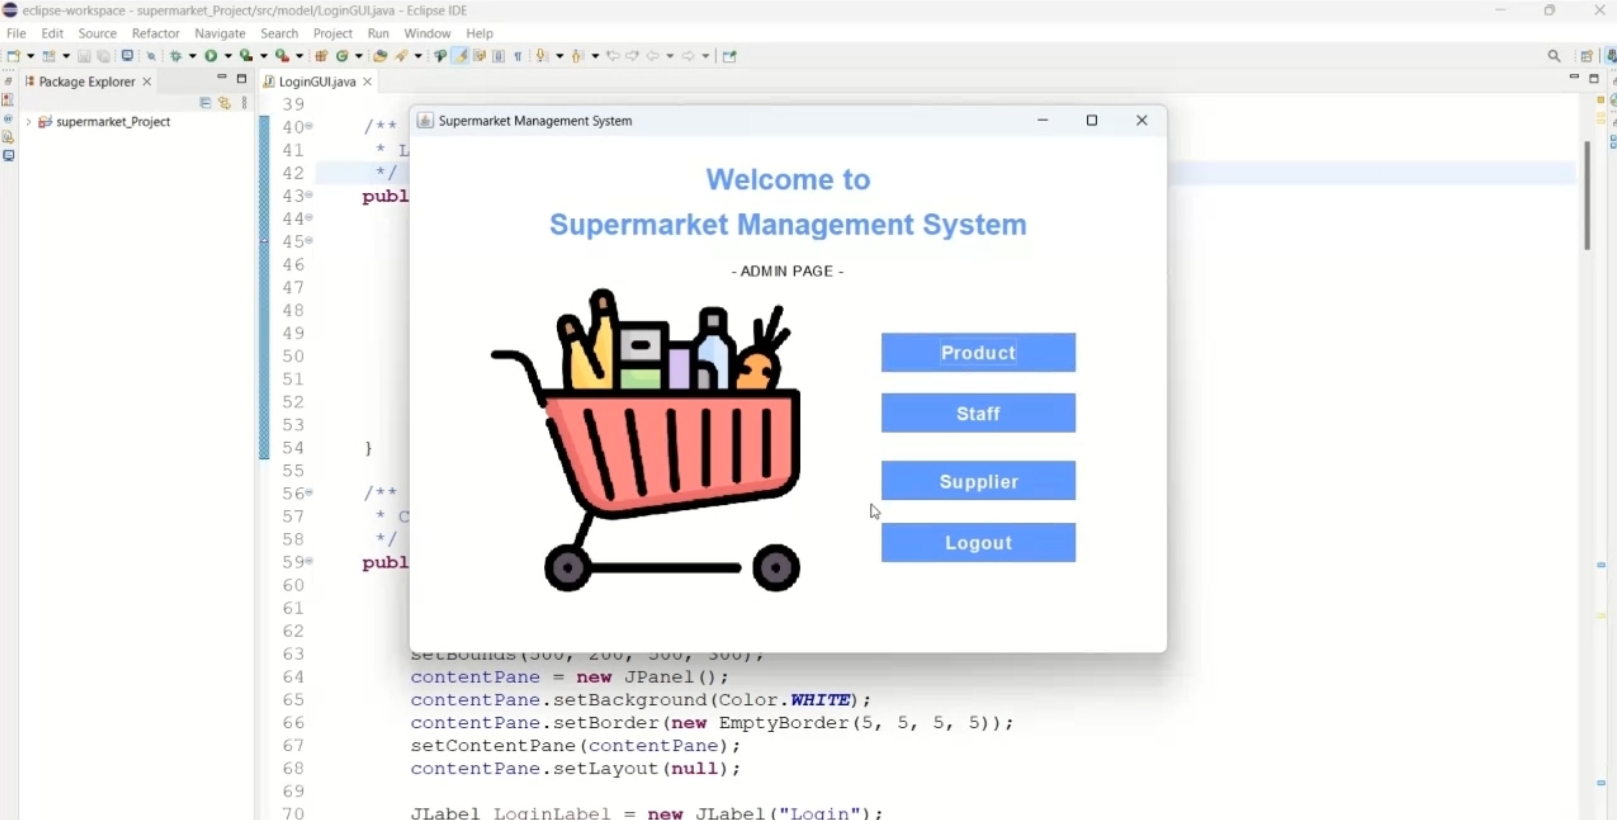 eclipse-workspace - supermarket_Project/src/model/LoginGUI.java - Eclipse IDE
File Edit Source Refactor Navigate Search Project Run Window Help
Package Explorer
LoginGUI.java
supermarket_Project
Supermarket Management System
Welcome to
Supermarket Management System
- ADMIN PAGE -
Product
Staff
Supplier
Logout
39
40 /**
41 * L
42 */
43 publ
44
45
46
47
48
49
50
51
52
53
54 }
55
56 /**
57 * C
58 */
59 publ
60
61
62
63 setBounds(500, 200, 500, 300);
64 contentPane = new JPanel();
65 contentPane.setBackground(Color.WHITE);
66 contentPane.setBorder(new EmptyBorder(5, 5, 5, 5));
67 setContentPane(contentPane);
68 contentPane.setLayout(null);
69
70 JLabel LoginLabel = new JLabel("Login");